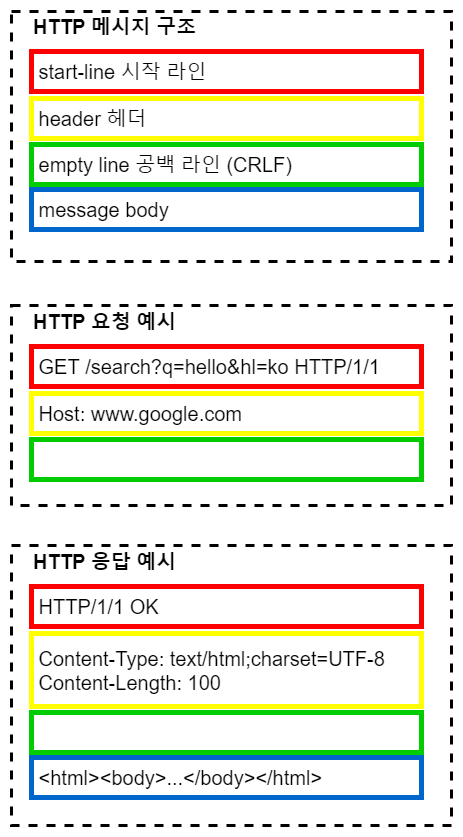 HTTP 메시지 구조
start-line 시작 라인
header 헤더
empty line 공백 라인 (CRLF)
message body
HTTP 요청 예시
GET /search?q=hello&hl=ko HTTP/1/1
Host: www.google.com
HTTP 응답 예시
HTTP/1/1 OK
Content-Type: text/html;charset=UTF-8
Content-Length: 100
<html><body>...</body></html>